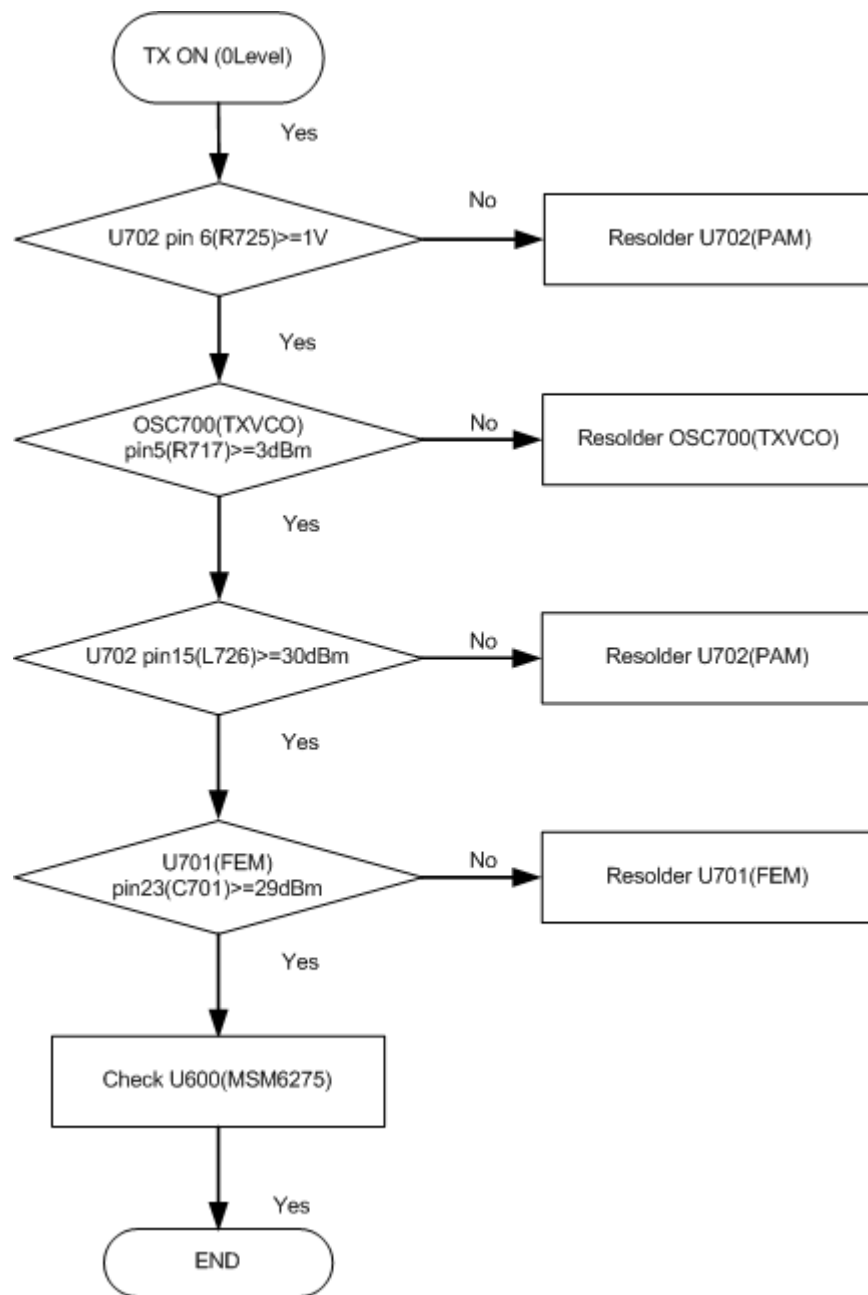 TX ON (0Level)
Yes
U702 pin 6(R725)>=1V
No
Resolder U702(PAM)
Yes
OSC700(TXVCO)
pin5(R717)>=3dBm
No
Resolder OSC700(TXVCO)
Yes
U702 pin15(L726)>=30dBm
No
Resolder U702(PAM)
Yes
U701(FEM)
pin23(C701)>=29dBm
No
Resolder U701(FEM)
Yes
Check U600(MSM6275)
Yes
END